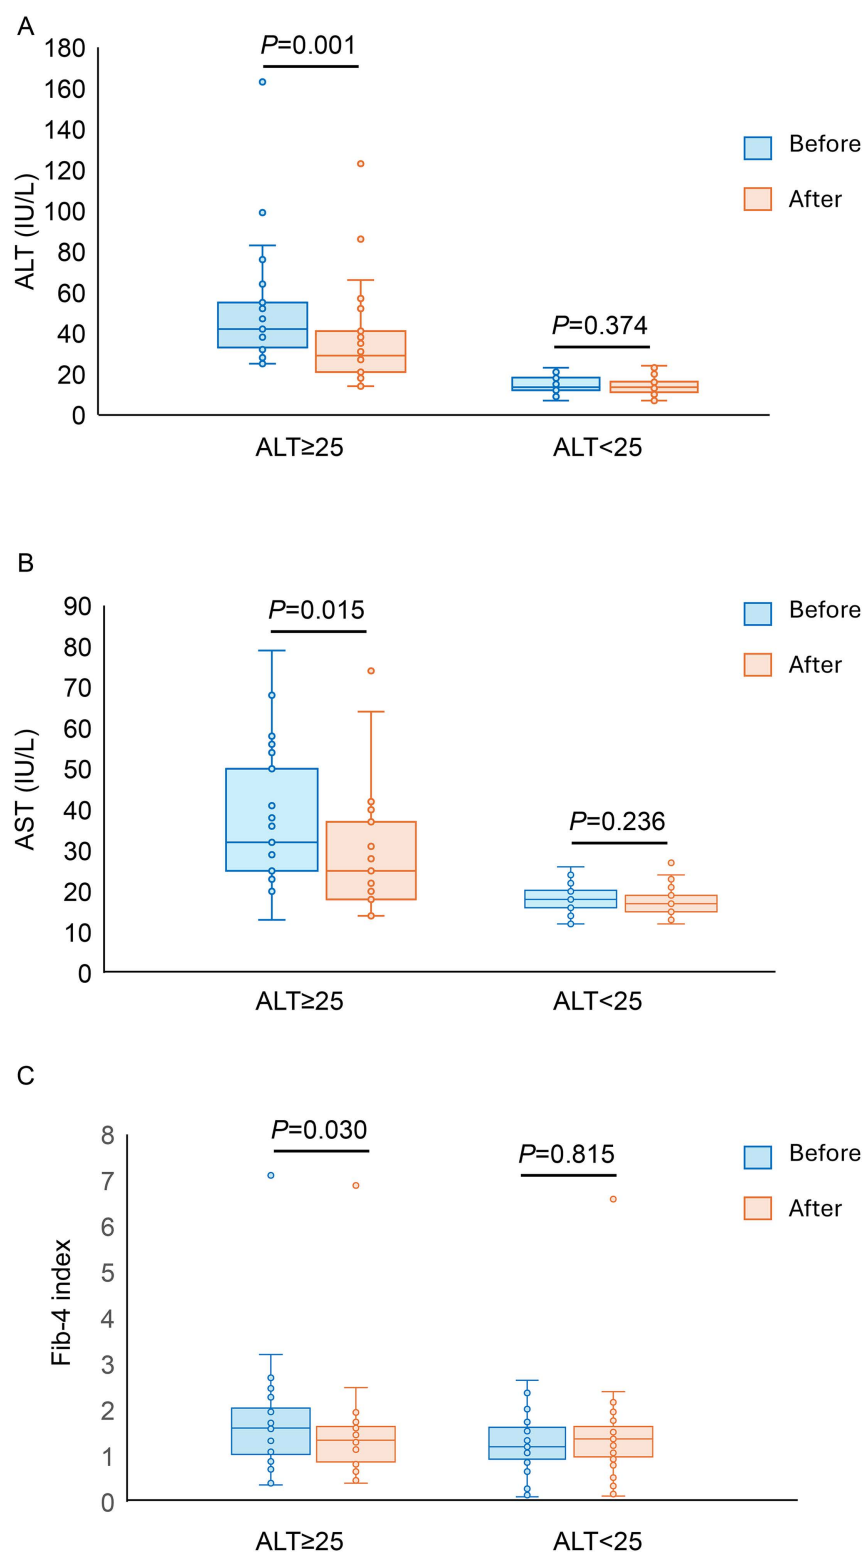 A
P=0.001
180
160
140
120
100
80
60
40
20
0
ALT (IU/L)
Before
After
P=0.374
ALT≥25
ALT<25
B
P=0.015
90
80
70
60
50
40
30
20
10
0
AST (IU/L)
Before
After
P=0.236
ALT≥25
ALT<25
C
P=0.030
P=0.815
8
7
6
5
4
3
2
1
0
Fib-4 index
Before
After
ALT≥25
ALT<25